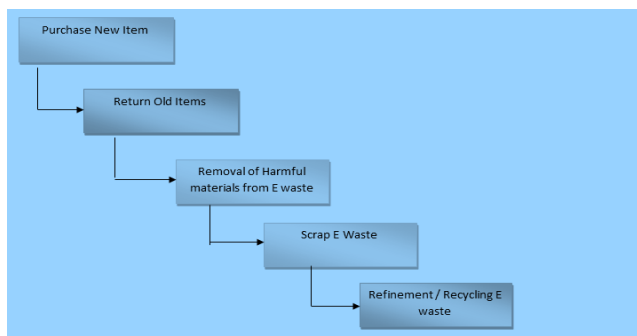 Purchase New Item
Return Old Items
Removal of Harmful
materials from E waste
Scrap E Waste
Refinement / Recycling E
waste